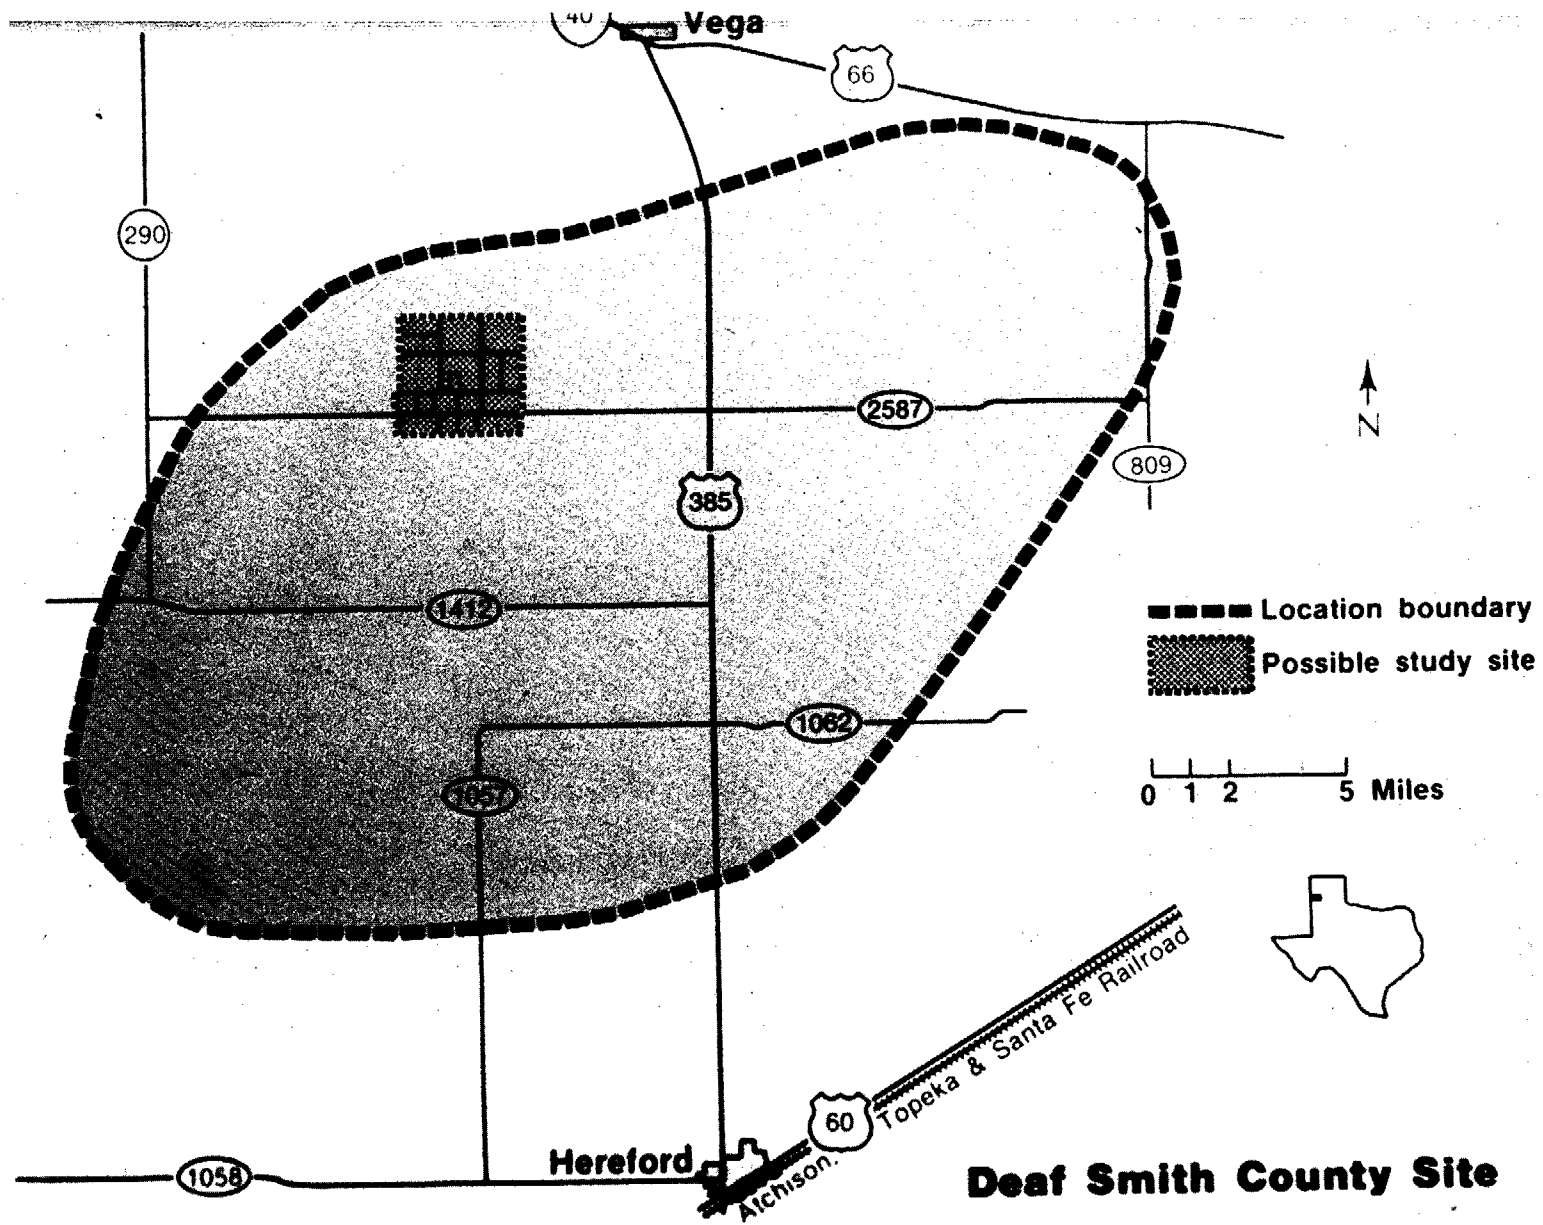 40
Vega
66
290
2587
N
809
385
1412
Location boundary
Possible study site
1062
1057
0 1 2 5 Miles
Atchison, Topeka & Santa Fe Railroad
60
Hereford
1058
Deaf Smith County Site